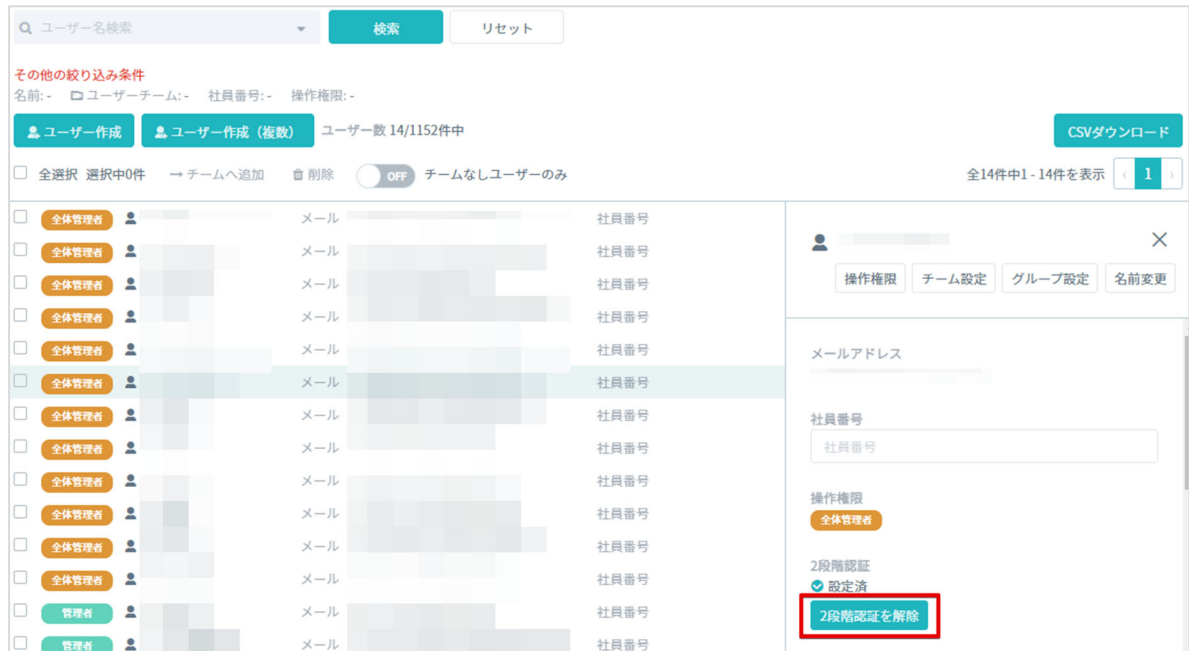 ユーザー名検索 検索 リセット
その他の絞り込み条件
名前:- ユーザーチーム:- 社員番号:- 操作権限:-
ユーザー作成 ユーザー作成(複数) ユーザー数 14/1152件中 CSVダウンロード
全選択 選択中0件 →チームへ追加 削除 OFF チームなしユーザーのみ 全14件中1 - 14件を表示 ‹ 1 ›
全体管理者 メール 社員番号
全体管理者 メール 社員番号
全体管理者 メール 社員番号
全体管理者 メール 社員番号
全体管理者 メール 社員番号
全体管理者 メール 社員番号
全体管理者 メール 社員番号
全体管理者 メール 社員番号
全体管理者 メール 社員番号
全体管理者 メール 社員番号
全体管理者 メール 社員番号
全体管理者 メール 社員番号
管理者 メール 社員番号
管理者 メール 社員番号
操作権限 チーム設定 グループ設定 名前変更
メールアドレス
社員番号
社員番号
操作権限
全体管理者
2段階認証
設定済
2段階認証を解除